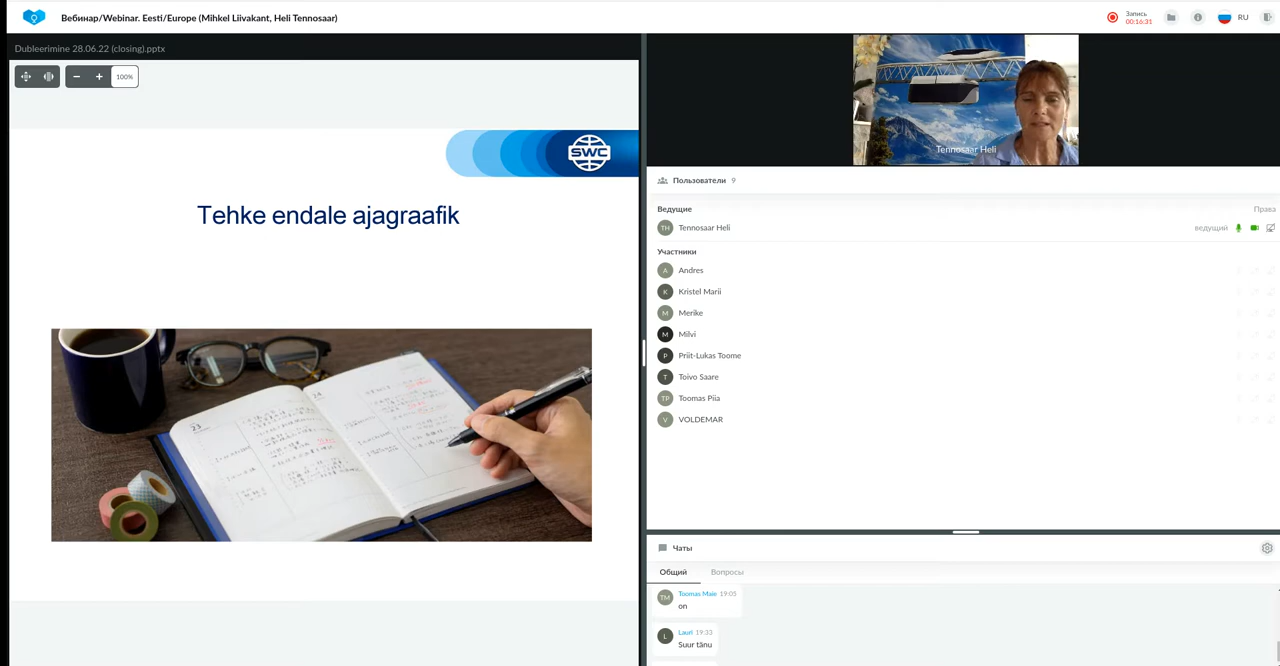 Вебинар/Webinar. Eesti/Europe (Mihkel Liivakant, Heli Tennosaar)
Запись
00:16:31
RU
Dubleerimine 28.06.22 (closing).pptx
100%
SWC
Tehke endale ajagraafik
23
24
Tennosaar Heli
Пользователи 9
Ведущие
Права
TH Tennosaar Heli
ведущий
Участники
A Andres
K Kristel Marii
M Merike
M Milvi
P Priit-Lukas Toome
T Toivo Saare
TP Toomas Piia
V VOLDEMAR
Чаты
Общий Вопросы
TM Toomas Maie 19:05
on
L Lauri 19:33
Suur tänu